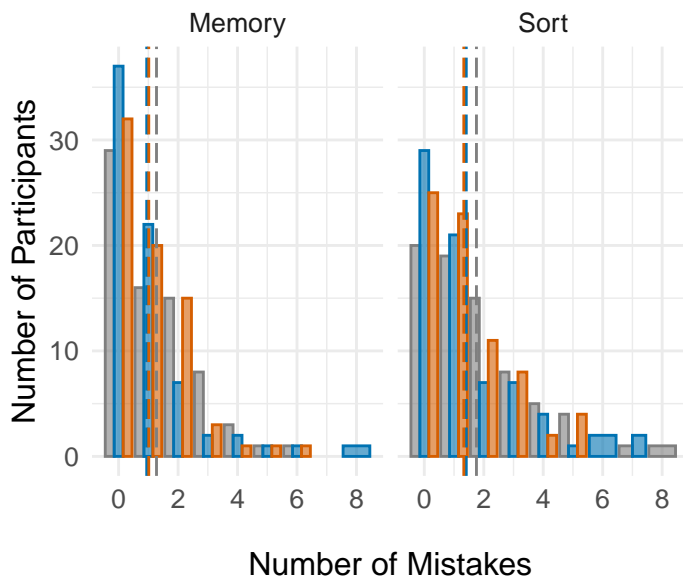 Memory Sort
Number of Participants
30
20
10
0
0 2 4 6 8 0 2 4 6 8
Number of Mistakes